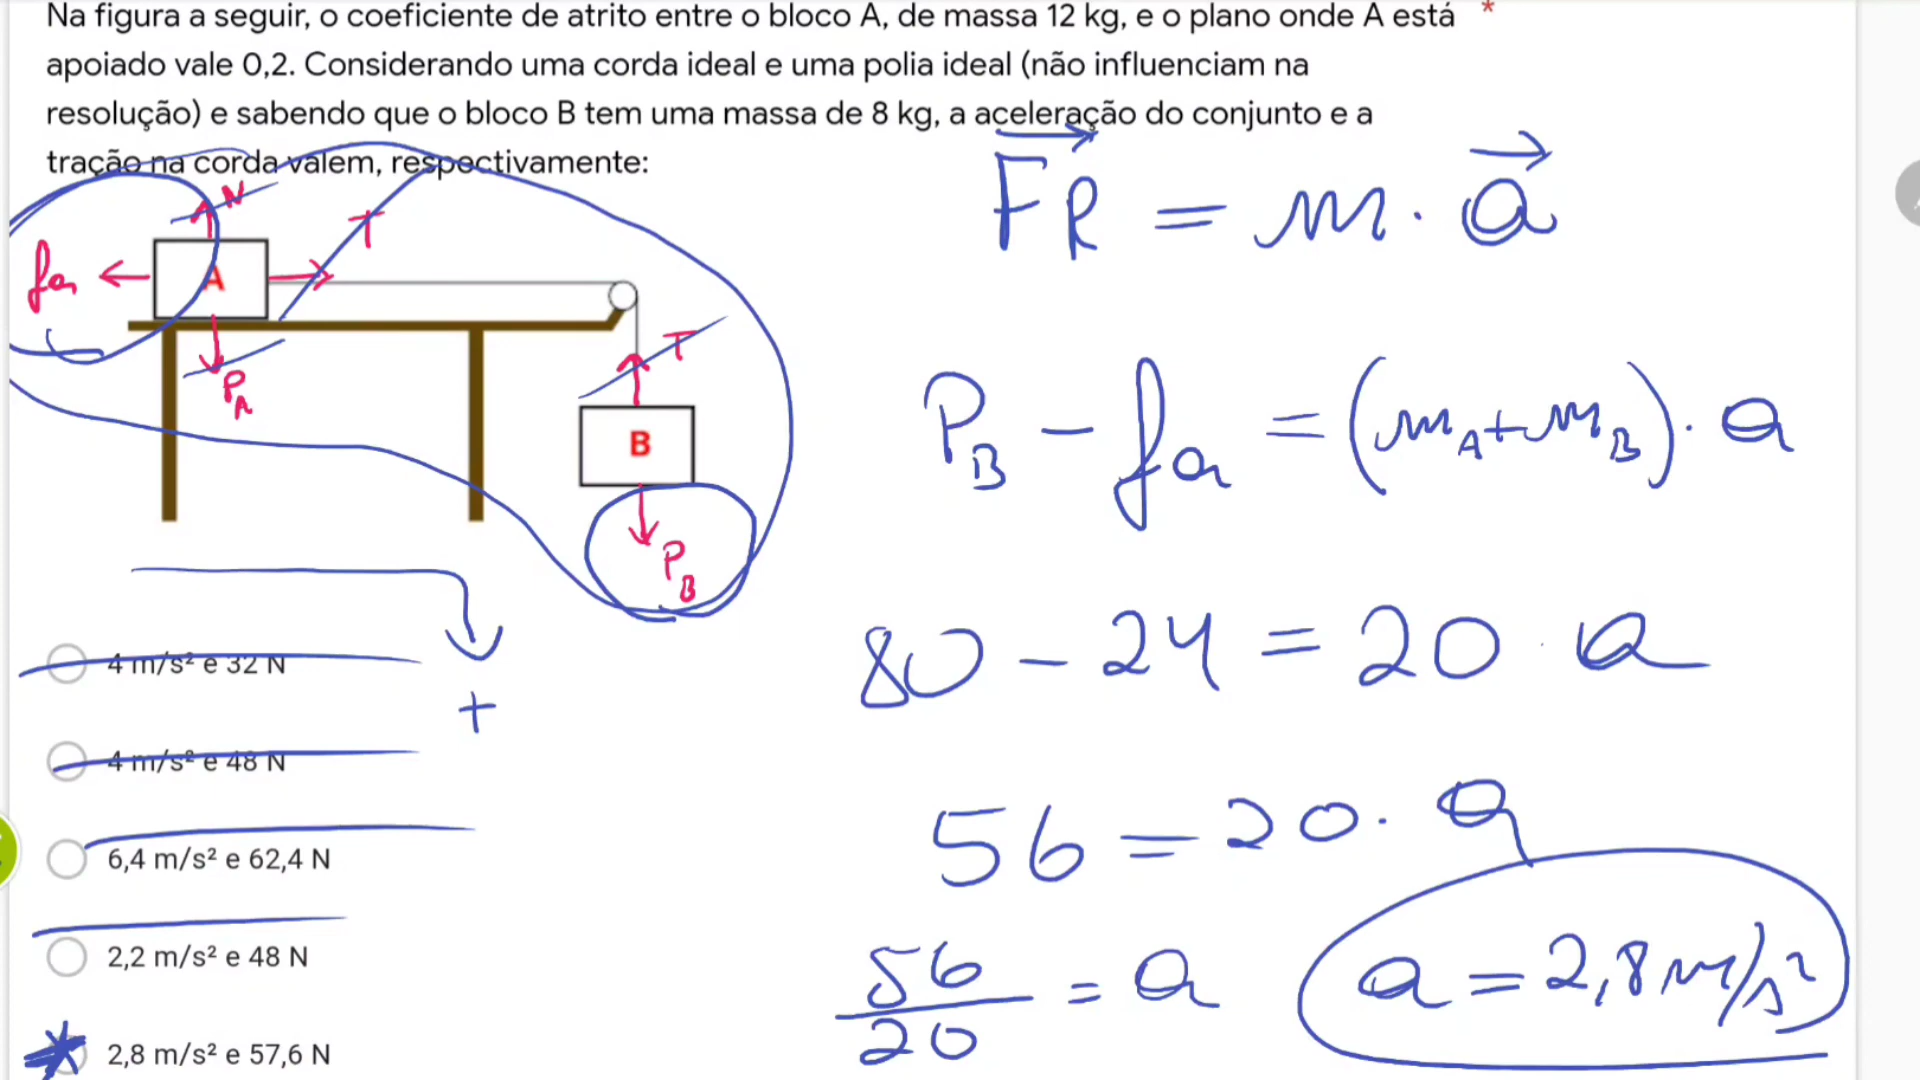 Na figura a seguir, o coeficiente de atrito entre o bloco A, de massa 12 kg, e o plano onde A está *
apoiado vale 0,2. Considerando uma corda ideal e uma polia ideal (não influenciam na
resolução) e sabendo que o bloco B tem uma massa de 8 kg, a aceleração do conjunto e a
tração na corda valem, respectivamente:
N
T
fa
A
PA
T
B
PB
+
FR = m . a
PB - fa = (mA + mB) . a
80 - 24 = 20 . a
56 = 20 . a
56/20 = a
a = 2,8 m/s²
4 m/s² e 32 N
4 m/s² e 48 N
6,4 m/s² e 62,4 N
2,2 m/s² e 48 N
2,8 m/s² e 57,6 N